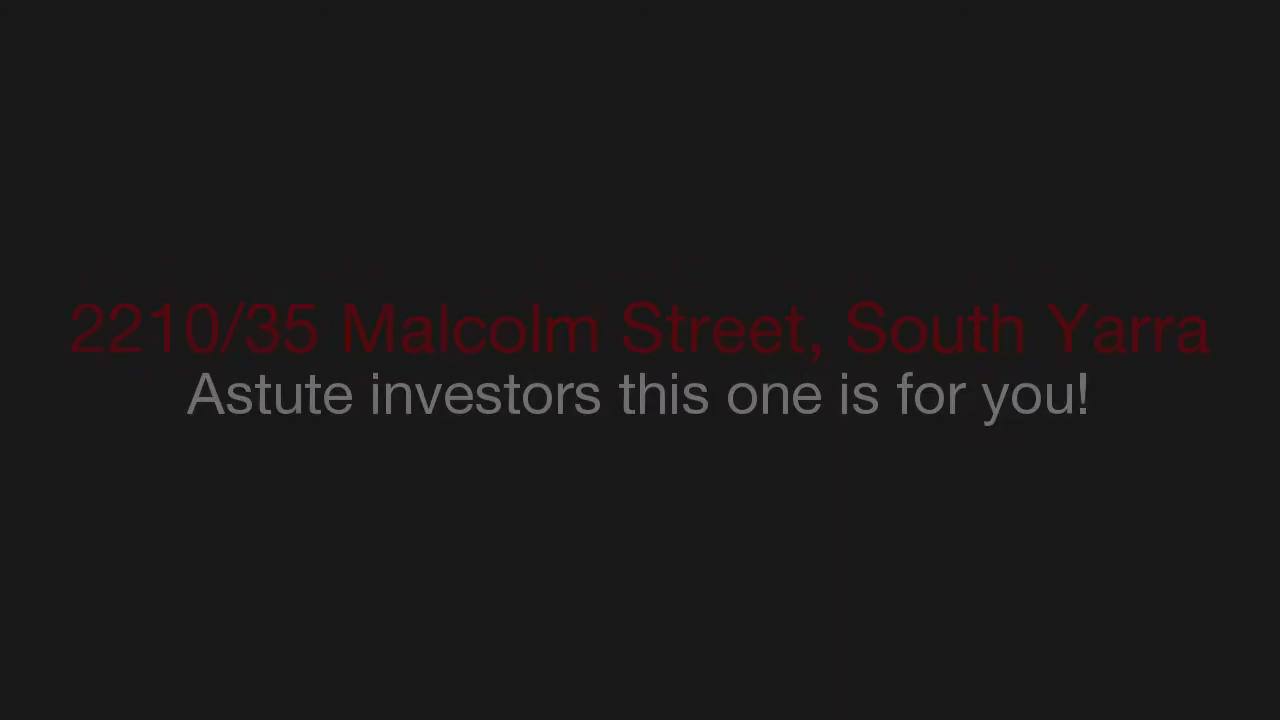 2210/35 Malcolm Street, South Yarra
Astute investors this one is for you!